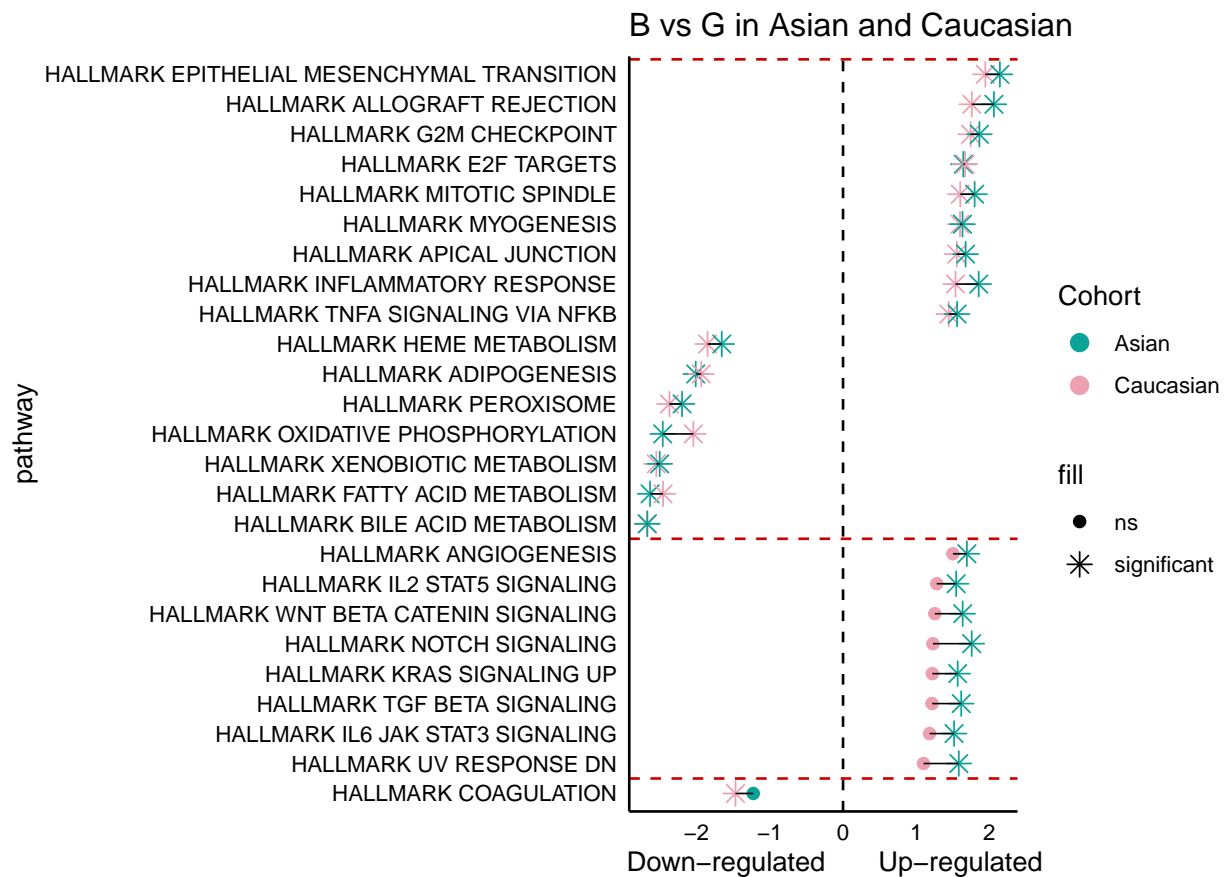 B vs G in Asian and Caucasian
HALLMARK EPITHELIAL MESENCHYMAL TRANSITION
HALLMARK ALLOGRAFT REJECTION
HALLMARK G2M CHECKPOINT
HALLMARK E2F TARGETS
HALLMARK MITOTIC SPINDLE
HALLMARK MYOGENESIS
HALLMARK APICAL JUNCTION
HALLMARK INFLAMMATORY RESPONSE
HALLMARK TNFA SIGNALING VIA NFKB
HALLMARK HEME METABOLISM
HALLMARK ADIPOGENESIS
HALLMARK PEROXISOME
HALLMARK OXIDATIVE PHOSPHORYLATION
HALLMARK XENOBIOTIC METABOLISM
HALLMARK FATTY ACID METABOLISM
HALLMARK BILE ACID METABOLISM
HALLMARK ANGIOGENESIS
HALLMARK IL2 STAT5 SIGNALING
HALLMARK WNT BETA CATENIN SIGNALING
HALLMARK NOTCH SIGNALING
HALLMARK KRAS SIGNALING UP
HALLMARK TGF BETA SIGNALING
HALLMARK IL6 JAK STAT3 SIGNALING
HALLMARK UV RESPONSE DN
HALLMARK COAGULATION
pathway
−2 −1 0 1 2
Down−regulated Up−regulated
Cohort
Asian
Caucasian
fill
ns
significant